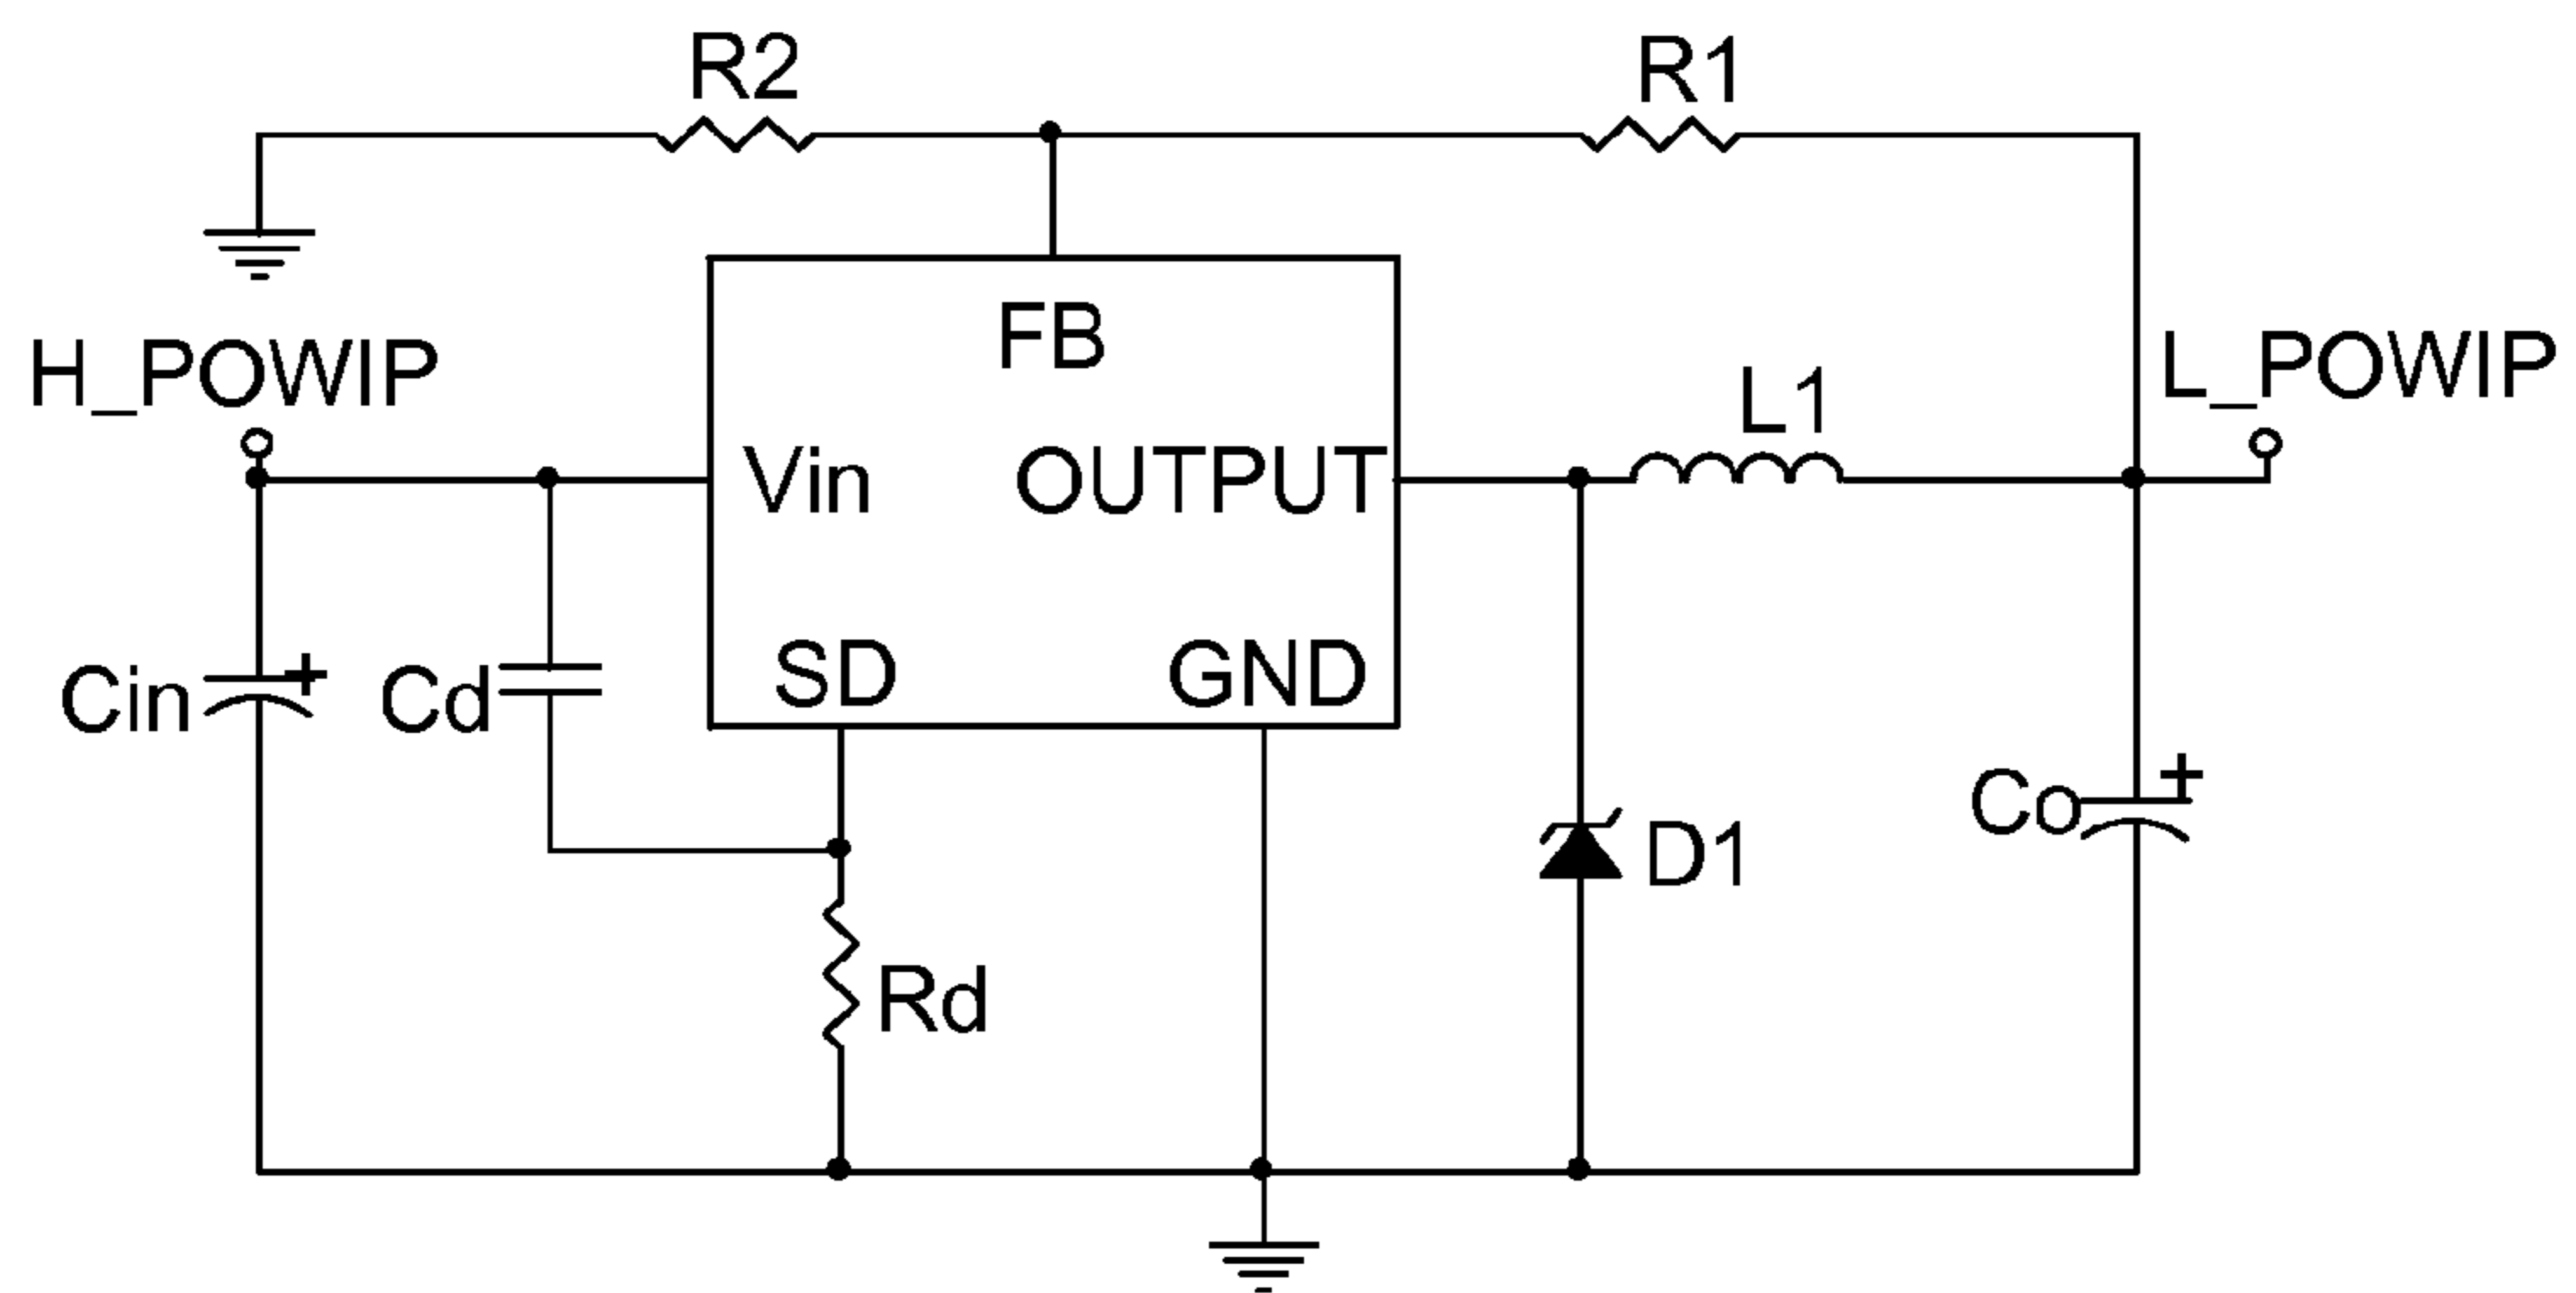 R2
R1
H_POWIP
FB
L_POWIP
L1
Vin
OUTPUT
Cin
Cd
SD
GND
Co
D1
Rd